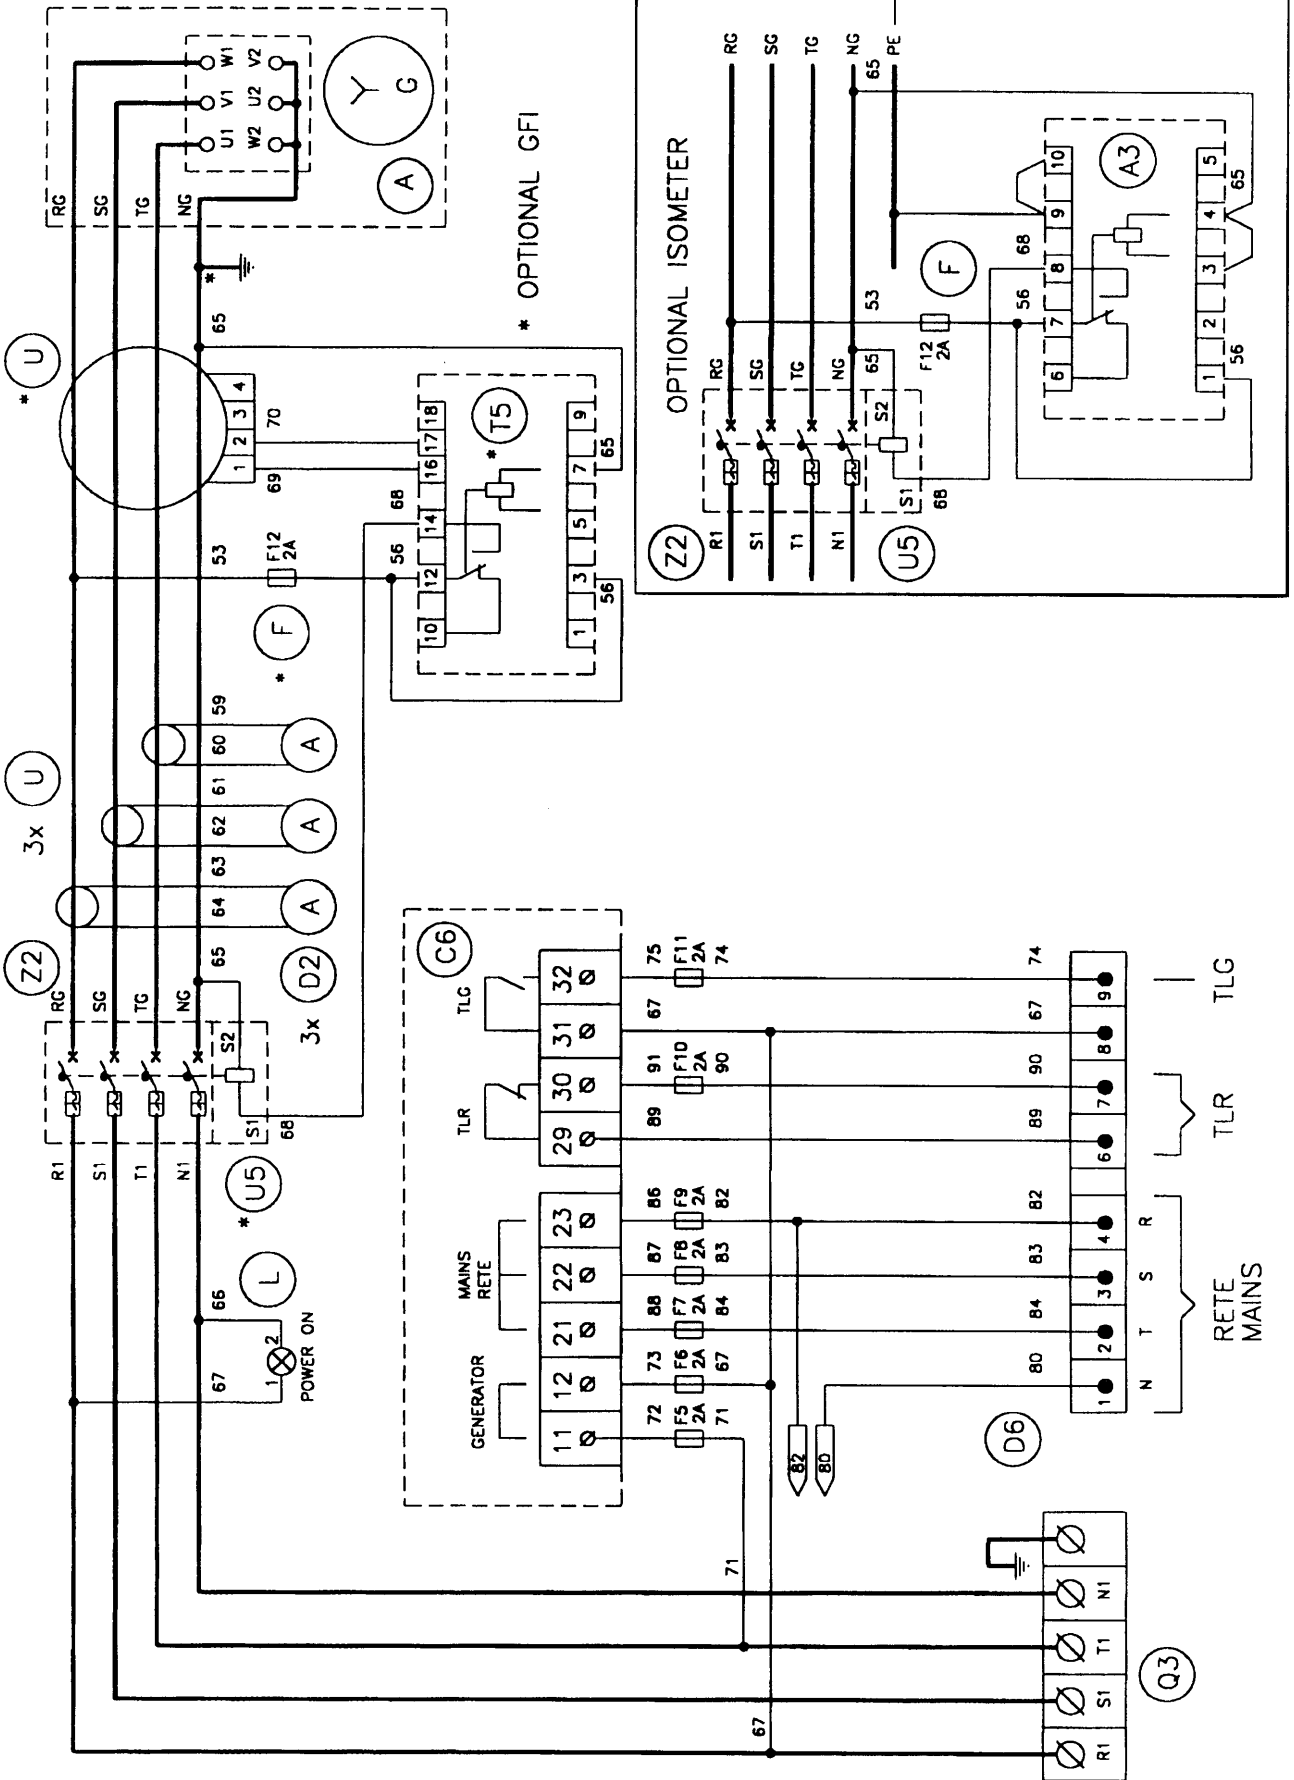 RG
SG
TG
NG
W1
V1
U1
V2
U2
W2
Y
G
A
*
65
* U
1 2 3 4
69
70
* OPTIONAL GFI
53
F12
2A
* F
68
56
10 12 14 16 17 18
* T5
1 3 5 7 9
56
65
3x U
59
60
61
62
63
64
65
A
A
A
3x D2
Z2
RG
SG
TG
NG
S2
S1
68
R1
S1
T1
N1
* U5
L
66
67
1 2
POWER ON
C6
GENERATOR
MAINS
RETE
TLR
TLG
11 12 21 22 23 29 30 31 32
72 73 88 87 86 89 91 67 75
F5
2A
F6
2A
F7
2A
F8
2A
F9
2A
F10
2A
F11
2A
71 67 84 83 82 90 74
82
80
71
67
80 84 83 82 89 90 67 74
D6
1 2 3 4 6 7 8 9
N T S R
RETE
MAINS
TLR
TLG
R1 S1 T1 N1
Q3
OPTIONAL ISOMETER
RG
SG
TG
NG
65
PE
Z2
R1
S1
T1
N1
RG
SG
TG
NG
65
S2
S1
68
U5
53
F12
2A
F
56
68
6 7 8 9 10
A3
1 2 3 4 5
56
65